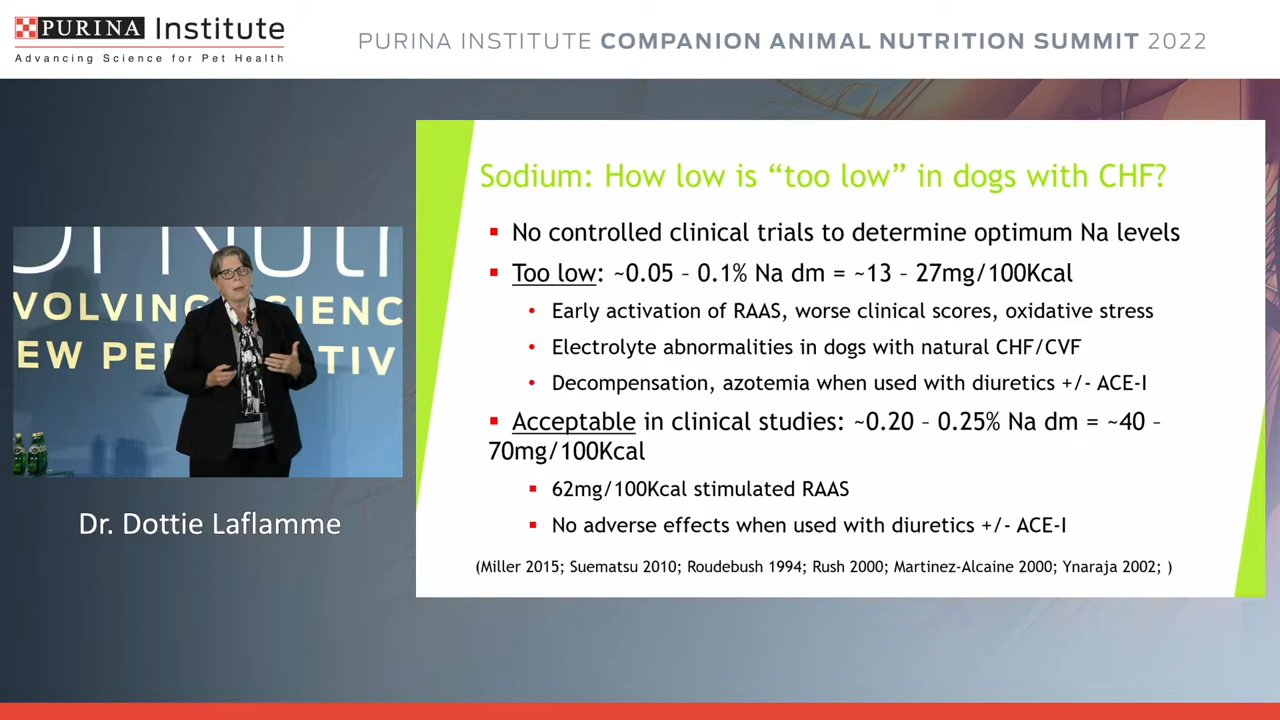 PURINA Institute
Advancing Science for Pet Health
PURINA INSTITUTE COMPANION ANIMAL NUTRITION SUMMIT 2022
VOLVING SCIENC
EW PE
TIV
Dr. Dottie Laflamme
Sodium: How low is “too low” in dogs with CHF?
▪ No controlled clinical trials to determine optimum Na levels
▪ Too low: ~0.05 – 0.1% Na dm = ~13 – 27mg/100Kcal
• Early activation of RAAS, worse clinical scores, oxidative stress
• Electrolyte abnormalities in dogs with natural CHF/CVF
• Decompensation, azotemia when used with diuretics +/- ACE-I
▪ Acceptable in clinical studies: ~0.20 – 0.25% Na dm = ~40 –
70mg/100Kcal
▪ 62mg/100Kcal stimulated RAAS
▪ No adverse effects when used with diuretics +/- ACE-I
(Miller 2015; Suematsu 2010; Roudebush 1994; Rush 2000; Martinez-Alcaine 2000; Ynaraja 2002; )